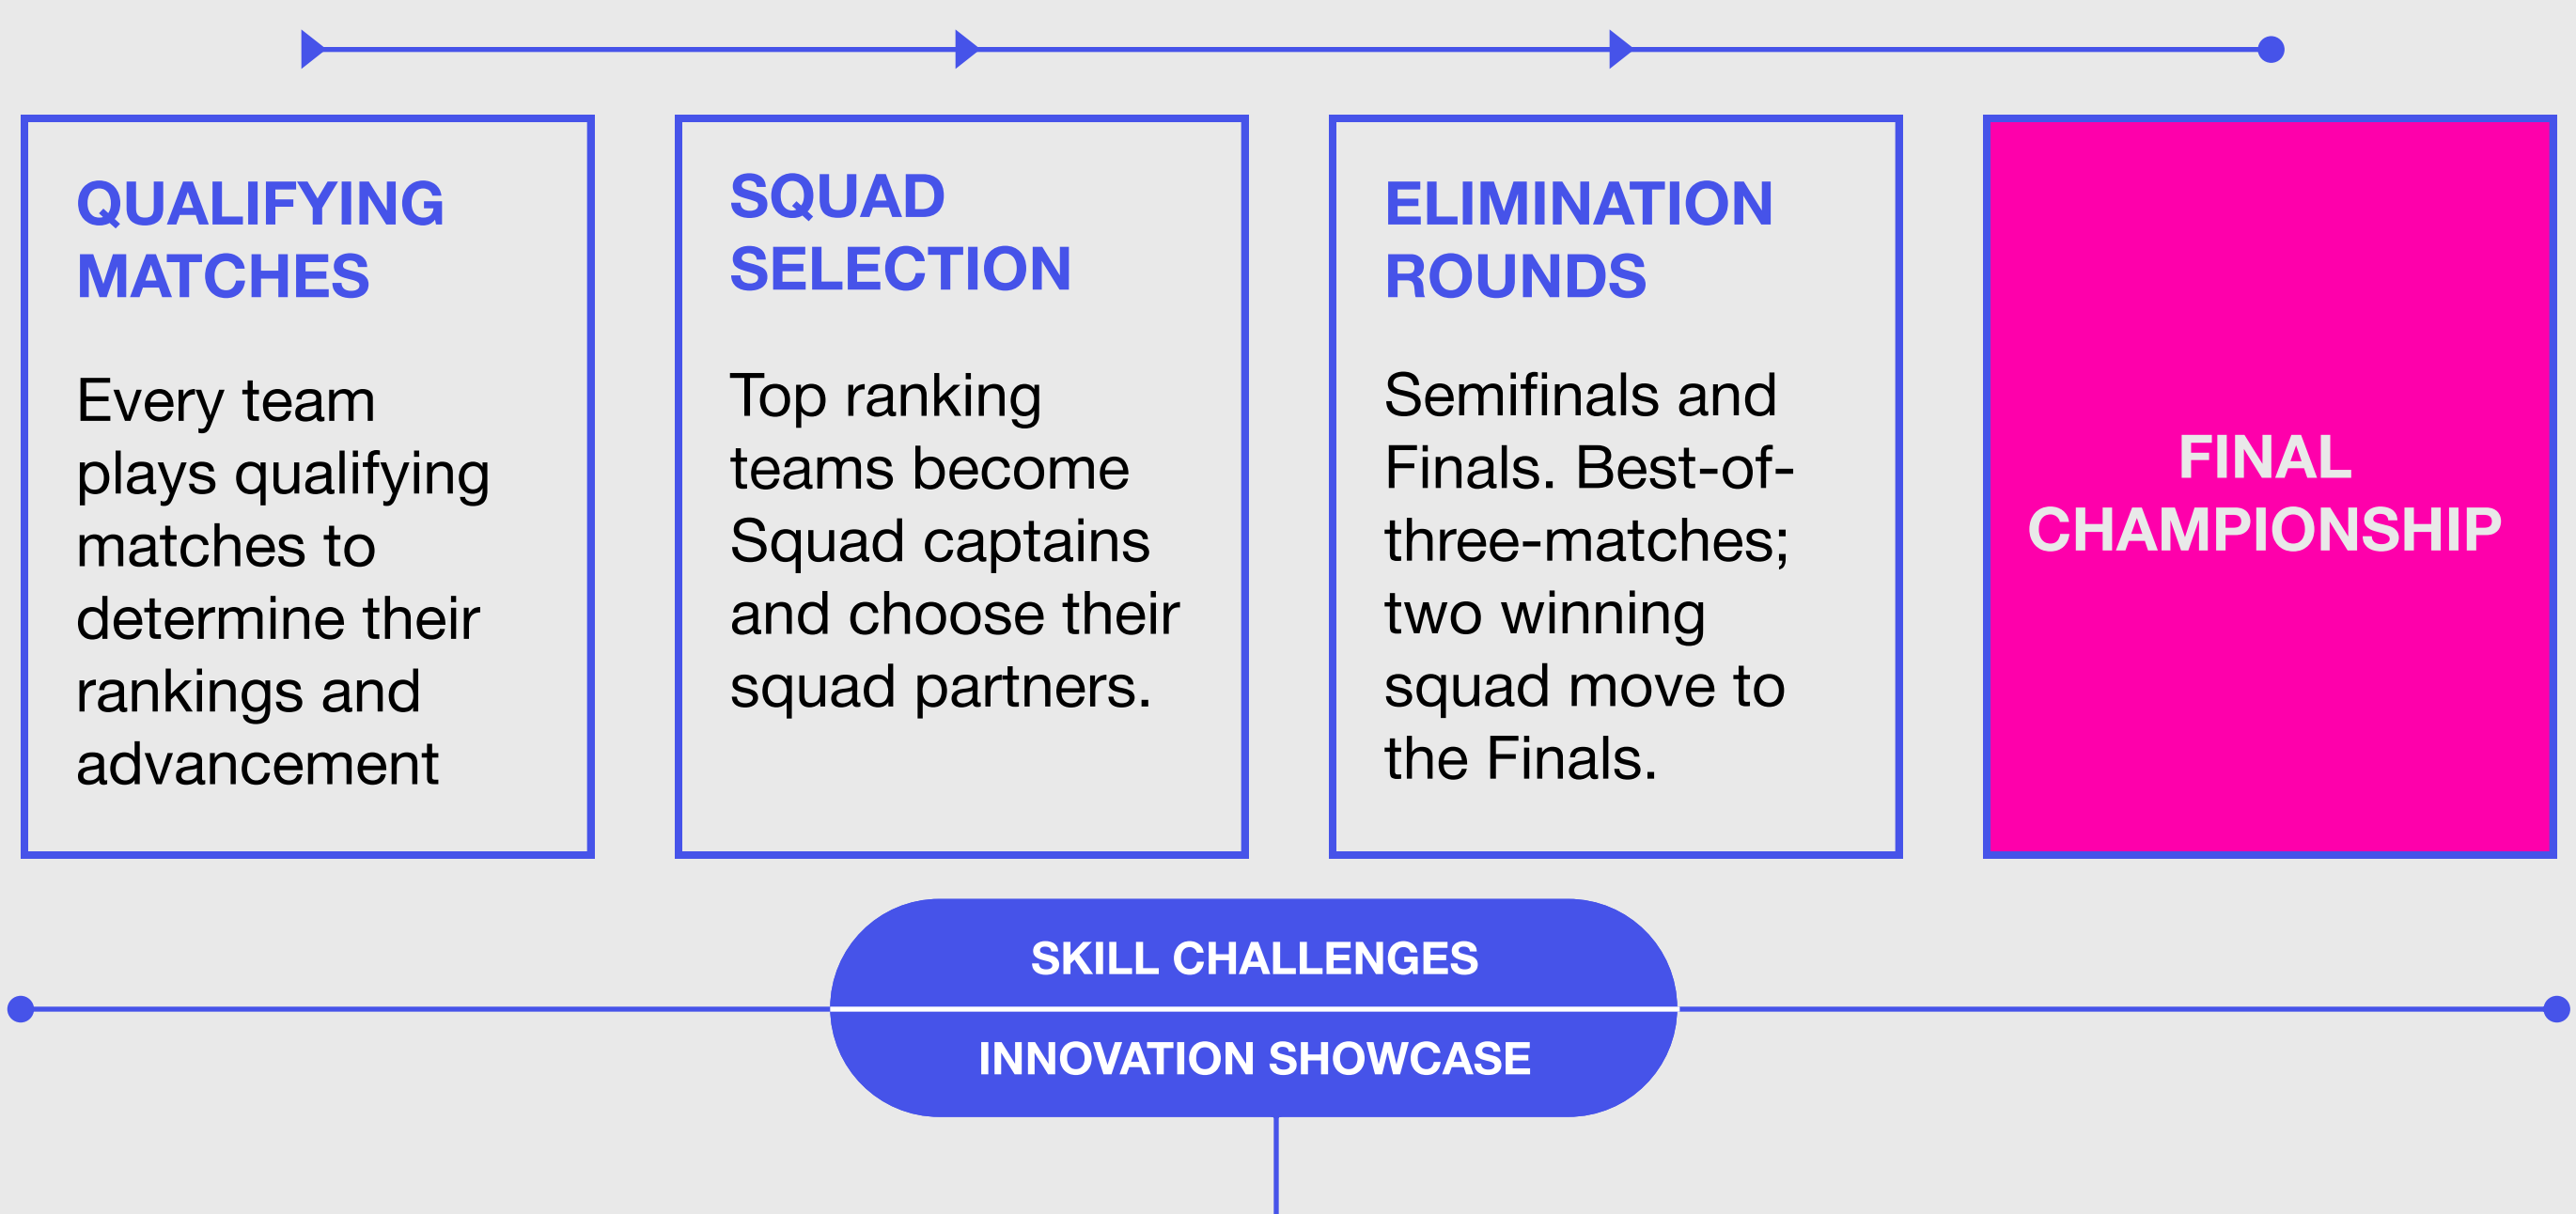 QUALIFYING
MATCHES
Every team
plays qualifying
matches to
determine their
rankings and
advancement
SQUAD
SELECTION
Top ranking
teams become
Squad captains
and choose their
squad partners.
ELIMINATION
ROUNDS
Semifinals and
Finals. Best-of-
three-matches;
two winning
squad move to
the Finals.
FINAL
CHAMPIONSHIP
SKILL CHALLENGES
INNOVATION SHOWCASE